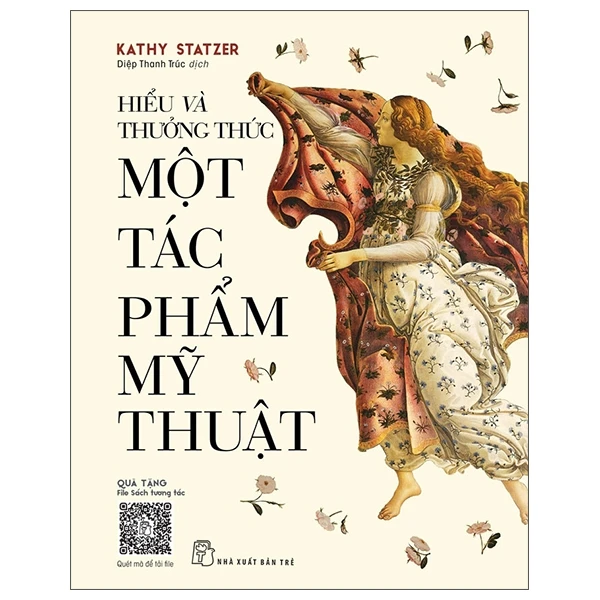 KATHY STATZER
Diệp Thanh Trúc dịch
HIỂU VÀ
THƯỞNG THỨC
MỘT
TÁC
PHẨM
MỸ
THUẬT
QUÀ TẶNG
File Sách tương tác
Quét mã để tải file
NHÀ XUẤT BẢN TRẺ